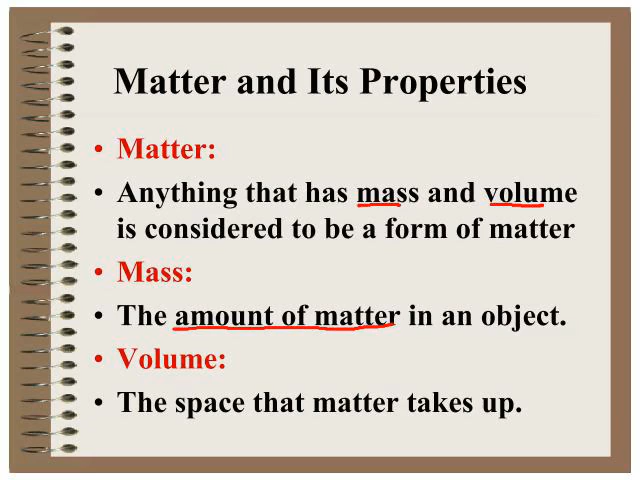 Matter and Its Properties
• Matter:
• Anything that has mass and volume
is considered to be a form of matter
• Mass:
• The amount of matter in an object.
• Volume:
• The space that matter takes up.